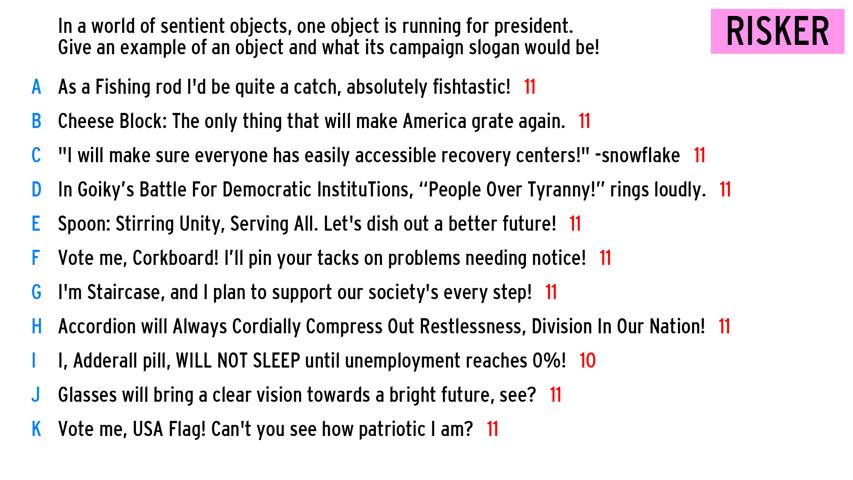 In a world of sentient objects, one object is running for president.
Give an example of an object and what its campaign slogan would be!
RISKER
A As a Fishing rod I'd be quite a catch, absolutely fishtastic! 11
B Cheese Block: The only thing that will make America grate again. 11
C "I will make sure everyone has easily accessible recovery centers!" -snowflake 11
D In Goiky’s Battle For Democratic InstituTions, “People Over Tyranny!” rings loudly. 11
E Spoon: Stirring Unity, Serving All. Let's dish out a better future! 11
F Vote me, Corkboard! I’ll pin your tacks on problems needing notice! 11
G I'm Staircase, and I plan to support our society's every step! 11
H Accordion will Always Cordially Compress Out Restlessness, Division In Our Nation! 11
I I, Adderall pill, WILL NOT SLEEP until unemployment reaches 0%! 10
J Glasses will bring a clear vision towards a bright future, see? 11
K Vote me, USA Flag! Can't you see how patriotic I am? 11